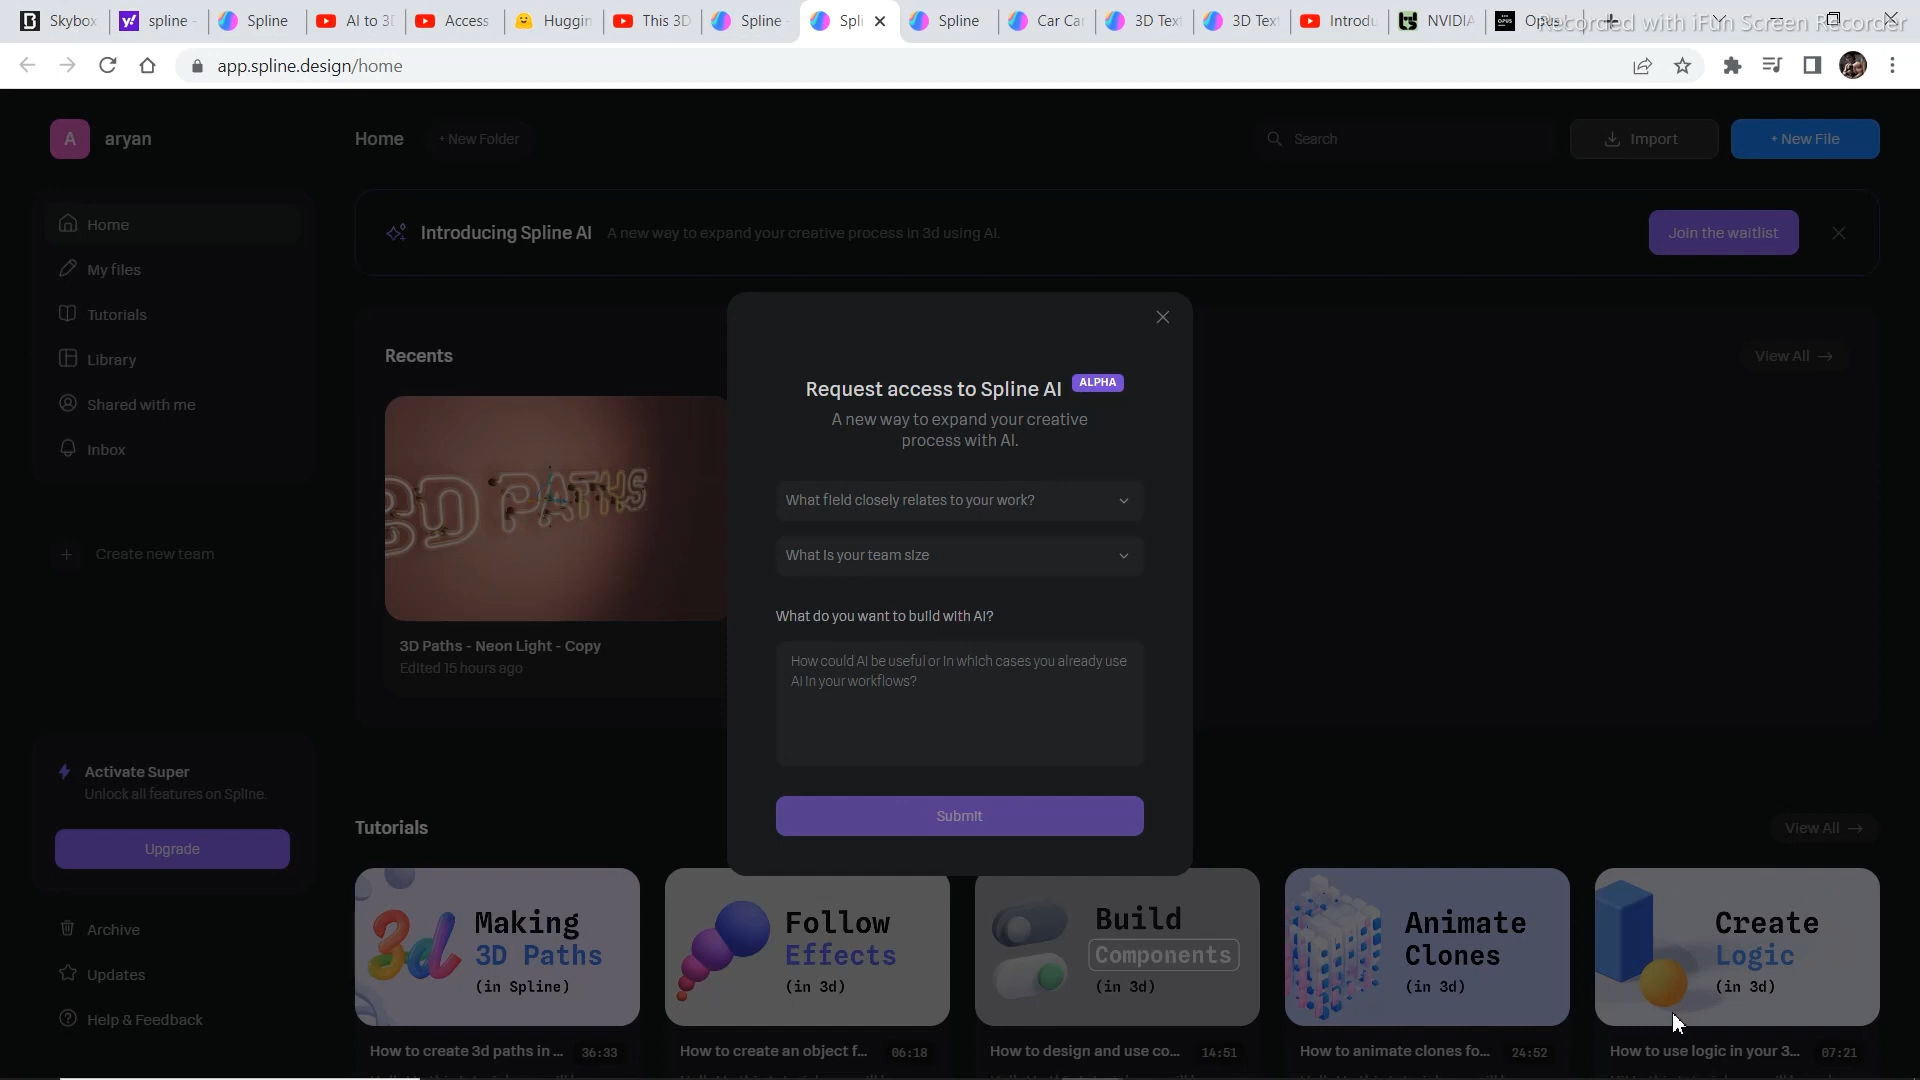 Skybox
spline -
Spline
AI to 3D
Access
Huggin
This 3D
Spline -
Spli
Spline
Car Car
3D Text
3D Text
Introdu
NVIDIA
Opus
Recorded with iFun Screen Recorder
app.spline.design/home
A
aryan
Home
+ New Folder
Search
Import
+ New File
Home
My files
Tutorials
Library
Shared with me
Inbox
Create new team
Introducing Spline AI
A new way to expand your creative process in 3d using AI.
Join the waitlist
Recents
View All →
3D PATHS
3D Paths - Neon Light - Copy
Edited 15 hours ago
Request access to Spline AI
ALPHA
A new way to expand your creative
process with AI.
What field closely relates to your work?
What is your team size
What do you want to build with AI?
How could AI be useful or in which cases you already use
AI in your workflows?
Submit
Activate Super
Unlock all features on Spline.
Upgrade
Archive
Updates
Help & Feedback
Tutorials
View All →
3d
Making
3D Paths
(in Spline)
Follow
Effects
(in 3d)
Build
Components
(in 3d)
Animate
Clones
(in 3d)
Create
Logic
(in 3d)
How to create 3d paths in ...
36:33
How to create an object f...
06:18
How to design and use co...
14:51
How to animate clones fo...
24:52
How to use logic in your 3...
07:21